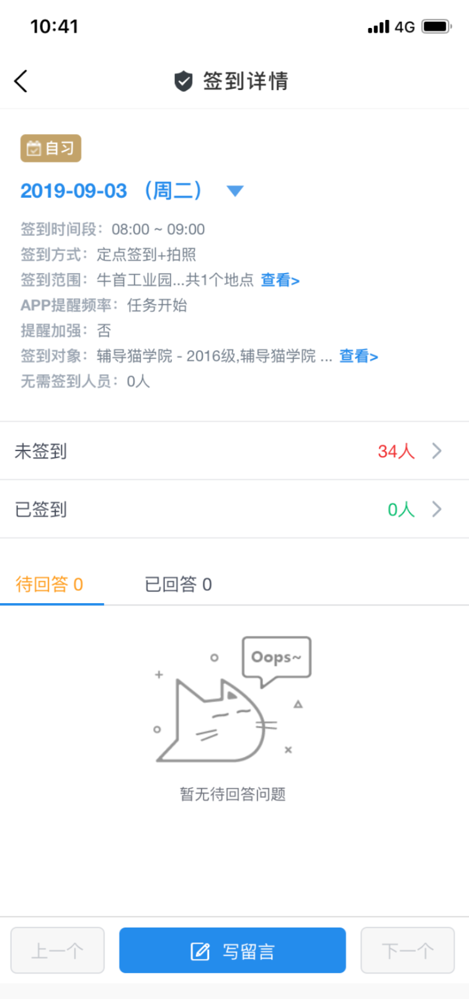 10:41 4G
签到详情
自习
2019-09-03 （周二）
签到时间段：08:00 ~ 09:00
签到方式：定点签到+拍照
签到范围：牛首工业园...共1个地点 查看>
APP提醒频率：任务开始
提醒加强：否
签到对象：辅导猫学院 - 2016级,辅导猫学院 ... 查看>
无需签到人员：0人
未签到 34人
已签到 0人
待回答 0 已回答 0
Oops~
暂无待回答问题
上一个 写留言 下一个